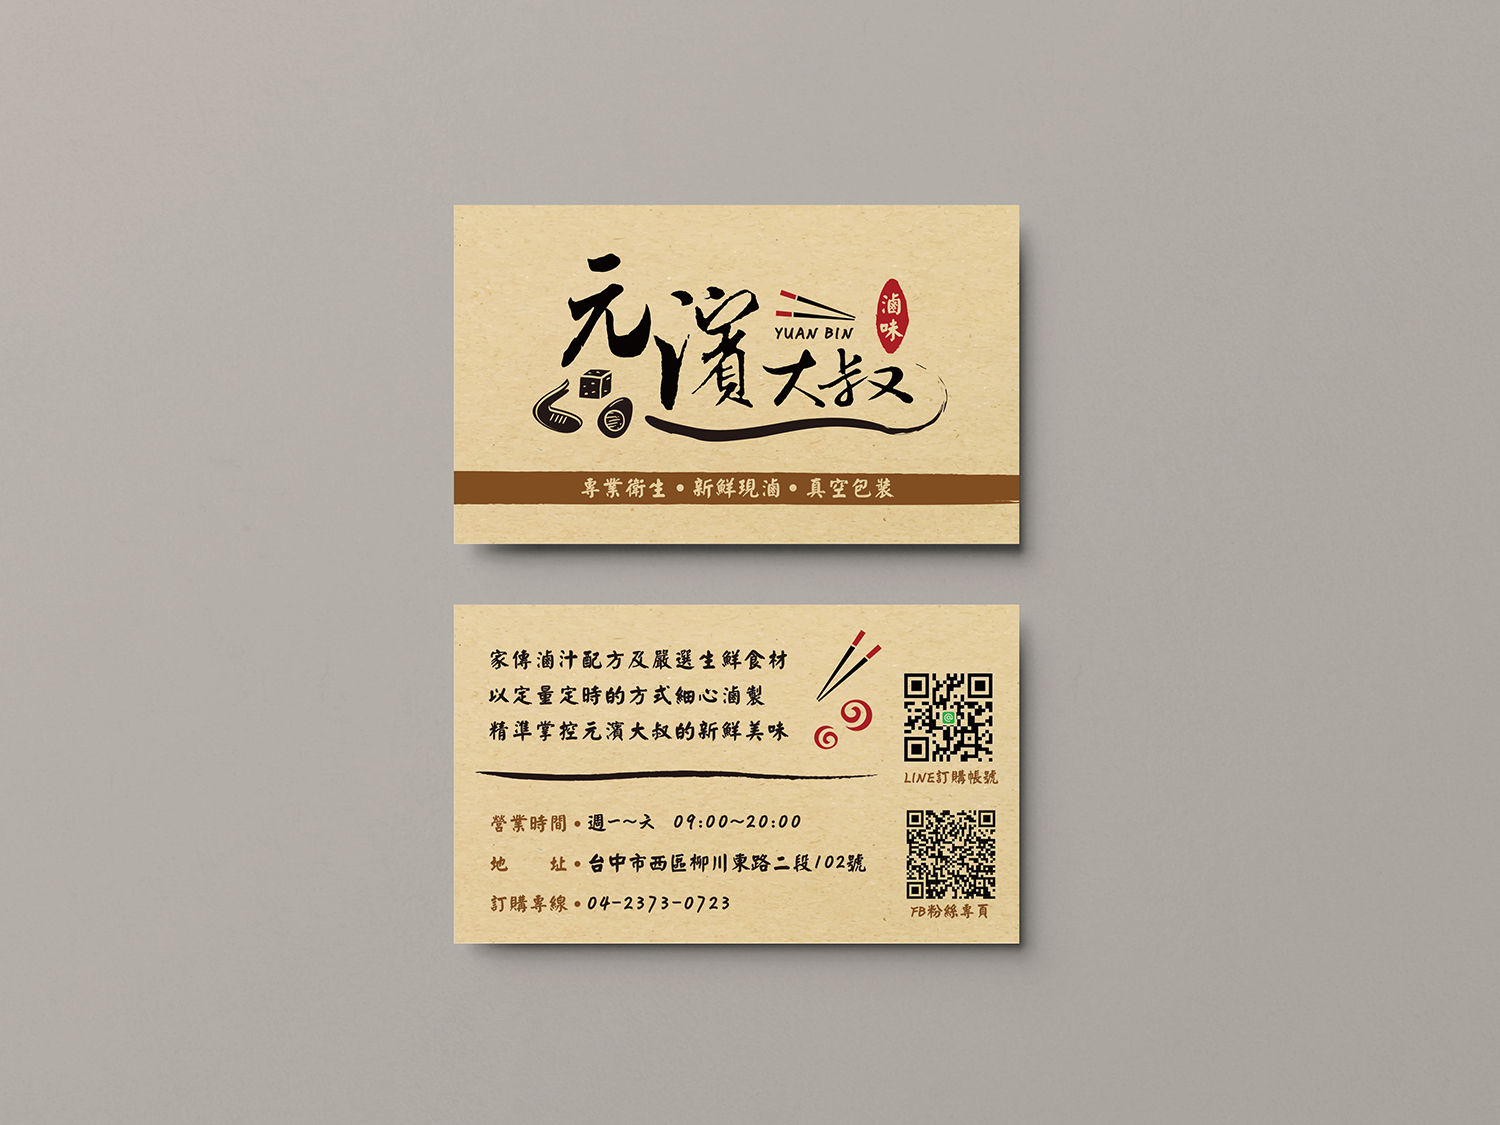 元濱大叔
YUAN BIN
滷味
專業衛生•新鮮現滷•真空包裝
家傳滷汁配方及嚴選生鮮食材
以定量定時的方式細心滷製
精準掌控元濱大叔的新鮮美味
營業時間•週一~天 09:00~20:00
地 址•台中市西區柳川東路二段102號
訂購專線•04-2373-0723
LINE訂購帳號
FB粉絲專頁